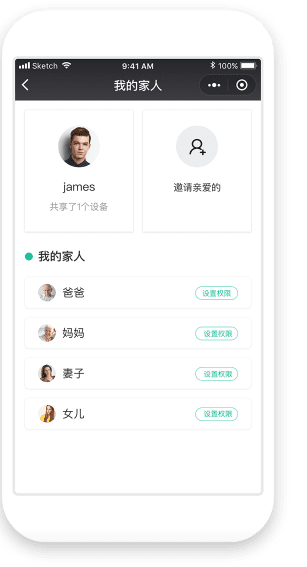 Sketch
9:41 AM
100%
我的家人
james
共享了1个设备
邀请亲爱的
我的家人
爸爸
设置权限
妈妈
设置权限
妻子
设置权限
女儿
设置权限